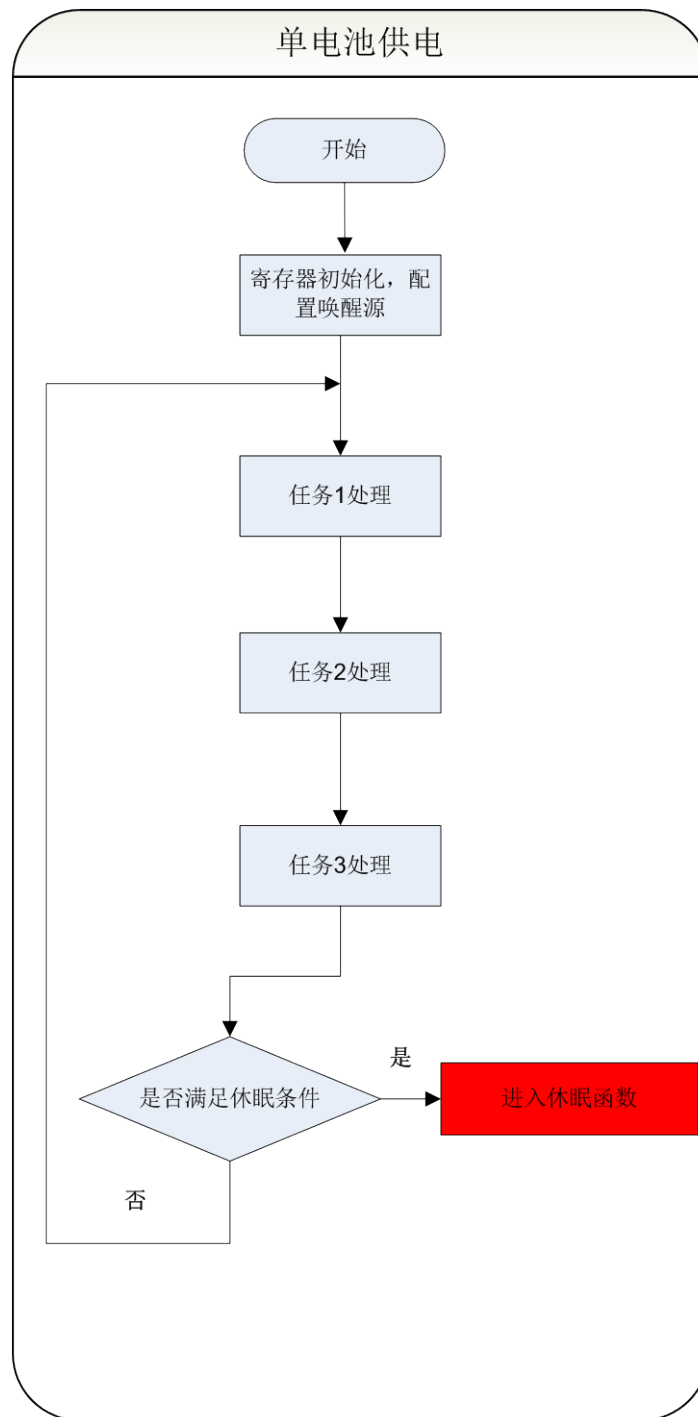 单电池供电
开始
寄存器初始化，配
置唤醒源
任务1处理
任务2处理
任务3处理
是否满足休眠条件
是
进入休眠函数
否